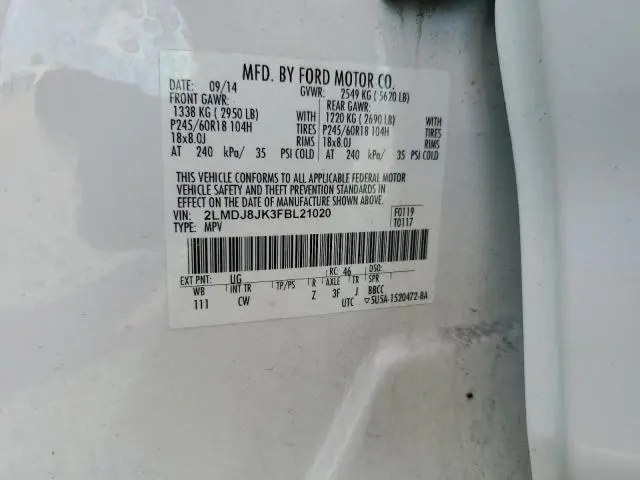 MFD. BY FORD MOTOR CO.
DATE: 09/14 GVWR: 2549 KG ( 5620 LB)
FRONT GAWR: REAR GAWR:
1338 KG ( 2950 LB) WITH 1220 KG ( 2690 LB) WITH
P245/60R18 104H TIRES P245/60R18 104H TIRES
18x8.0J RIMS 18x8.0J RIMS
AT 240 kPa/ 35 PSI COLD AT 240 kPa/ 35 PSI COLD
THIS VEHICLE CONFORMS TO ALL APPLICABLE FEDERAL MOTOR
VEHICLE SAFETY AND THEFT PREVENTION STANDARDS IN
EFFECT ON THE DATE OF MANUFACTURE SHOWN ABOVE.
VIN: 2LMDJ8JK3FBL21020 F0119
TYPE: MPV T0117
EXT PNT: UG RC: 46 DSO:
WB INT TR TP/PS R AXLE TR SPR
111 CW Z 3F J BBCC
UTC ▽5U5A-1520472-BA